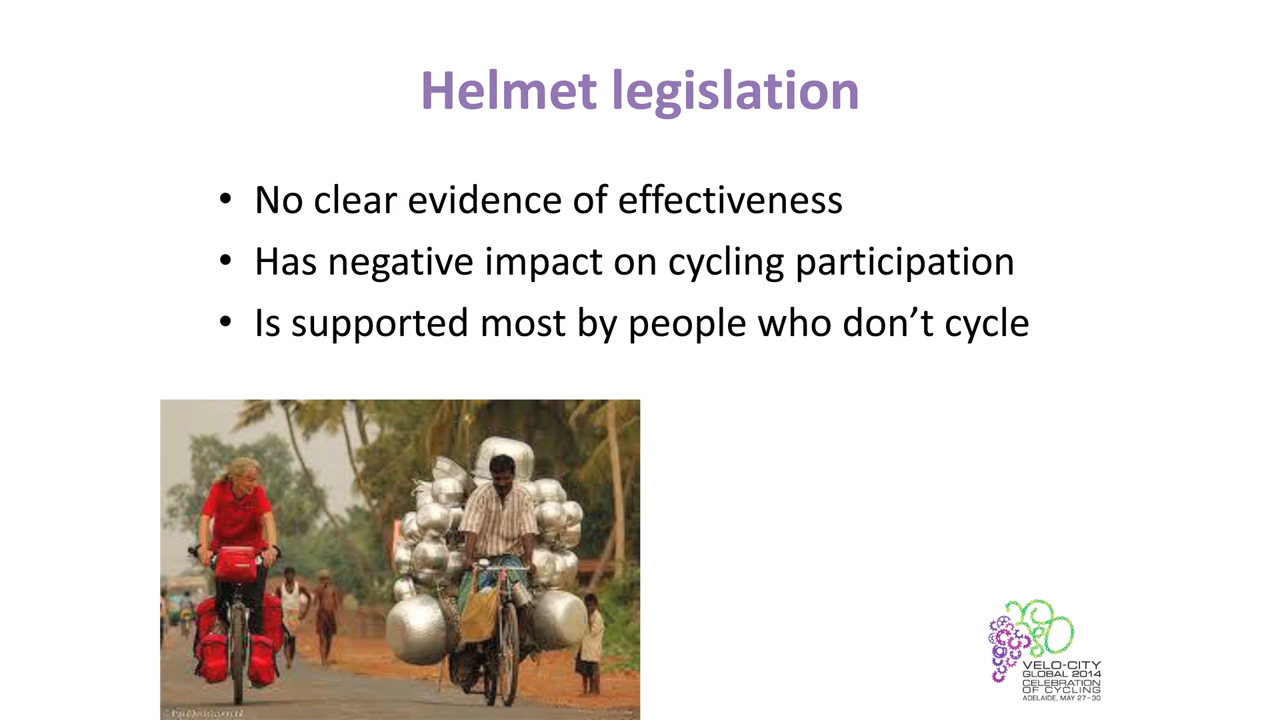 Helmet legislation
• No clear evidence of effectiveness
• Has negative impact on cycling participation
• Is supported most by people who don’t cycle
VELO-CITY
GLOBAL 2014
CELEBRATION
OF CYCLING
ADELAIDE, MAY 27-30